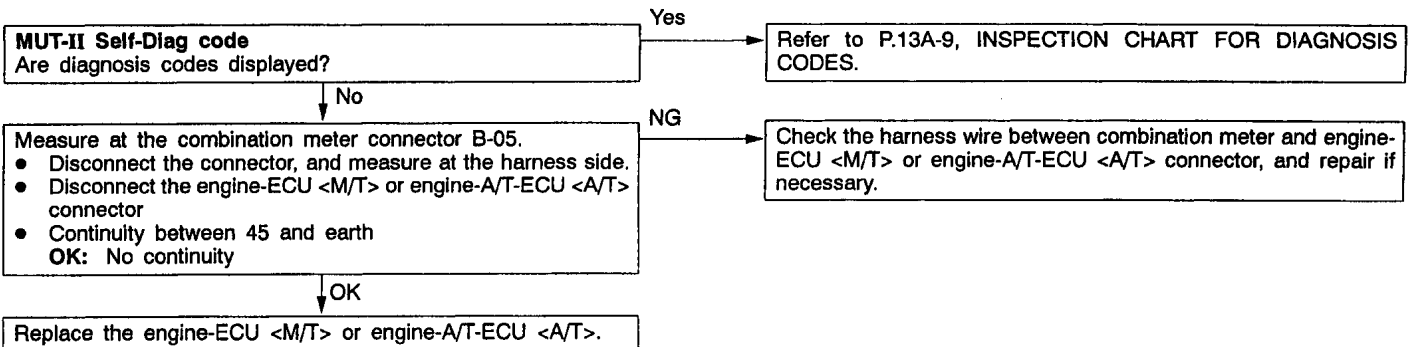 Yes
MUT-II Self-Diag code
Are diagnosis codes displayed?
Refer to P.13A-9, INSPECTION CHART FOR DIAGNOSIS
CODES.
No
NG
Measure at the combination meter connector B-05.
● Disconnect the connector, and measure at the harness side.
● Disconnect the engine-ECU <M/T> or engine-A/T-ECU <A/T>
connector
● Continuity between 45 and earth
OK: No continuity
Check the harness wire between combination meter and engine-
ECU <M/T> or engine-A/T-ECU <A/T> connector, and repair if
necessary.
OK
Replace the engine-ECU <M/T> or engine-A/T-ECU <A/T>.